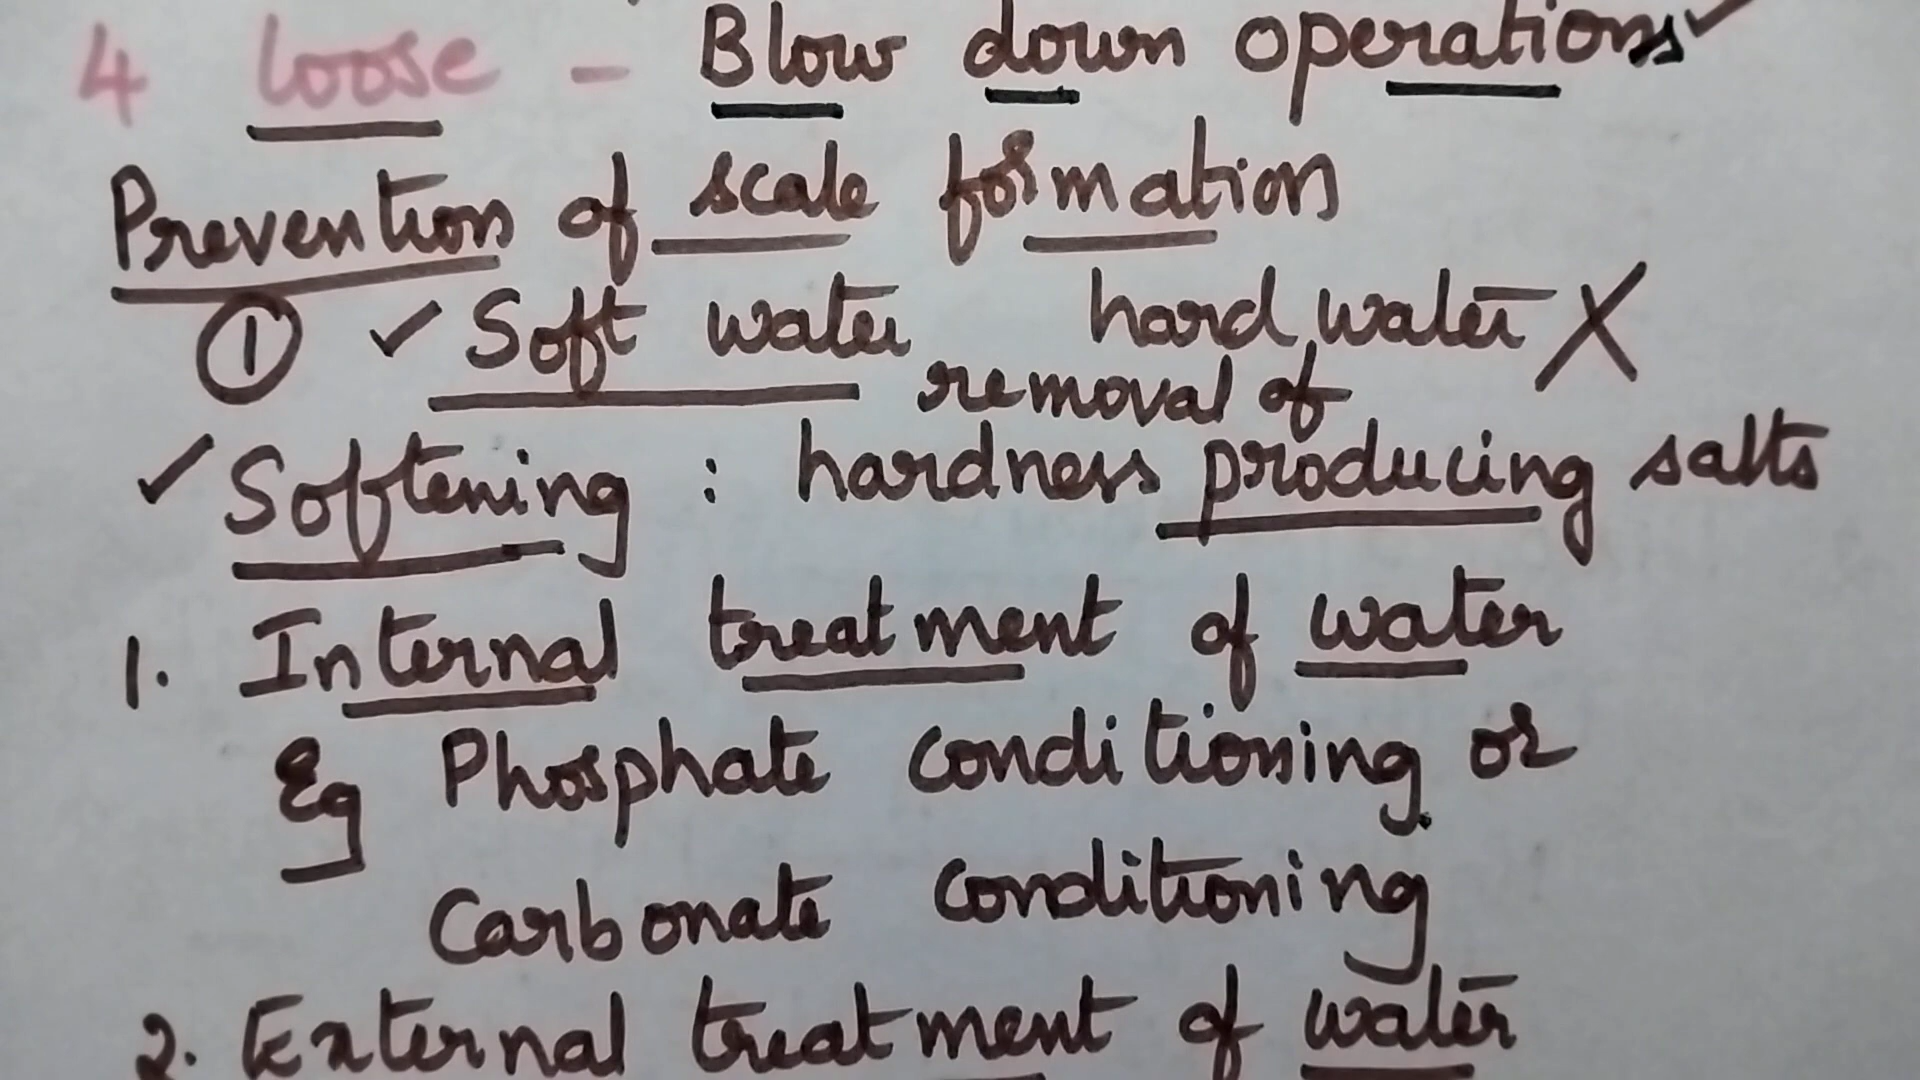 4 loose - Blow down operations ✓
Prevention of scale formation
① ✓ Soft water hard water X
removal of
✓ Softening : hardness producing salts
1. Internal treatment of water
Eg Phosphate conditioning or
Carbonate conditioning
2. External treatment of water